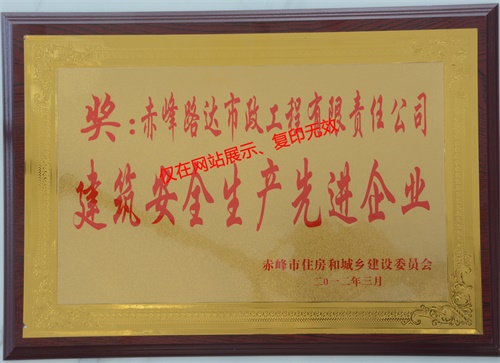 奖:赤峰路达市政工程有限责任公司
仅在网站展示、复印无效
建筑安全生产先进企业
赤峰市住房和城乡建设委员会
二0一二年三月